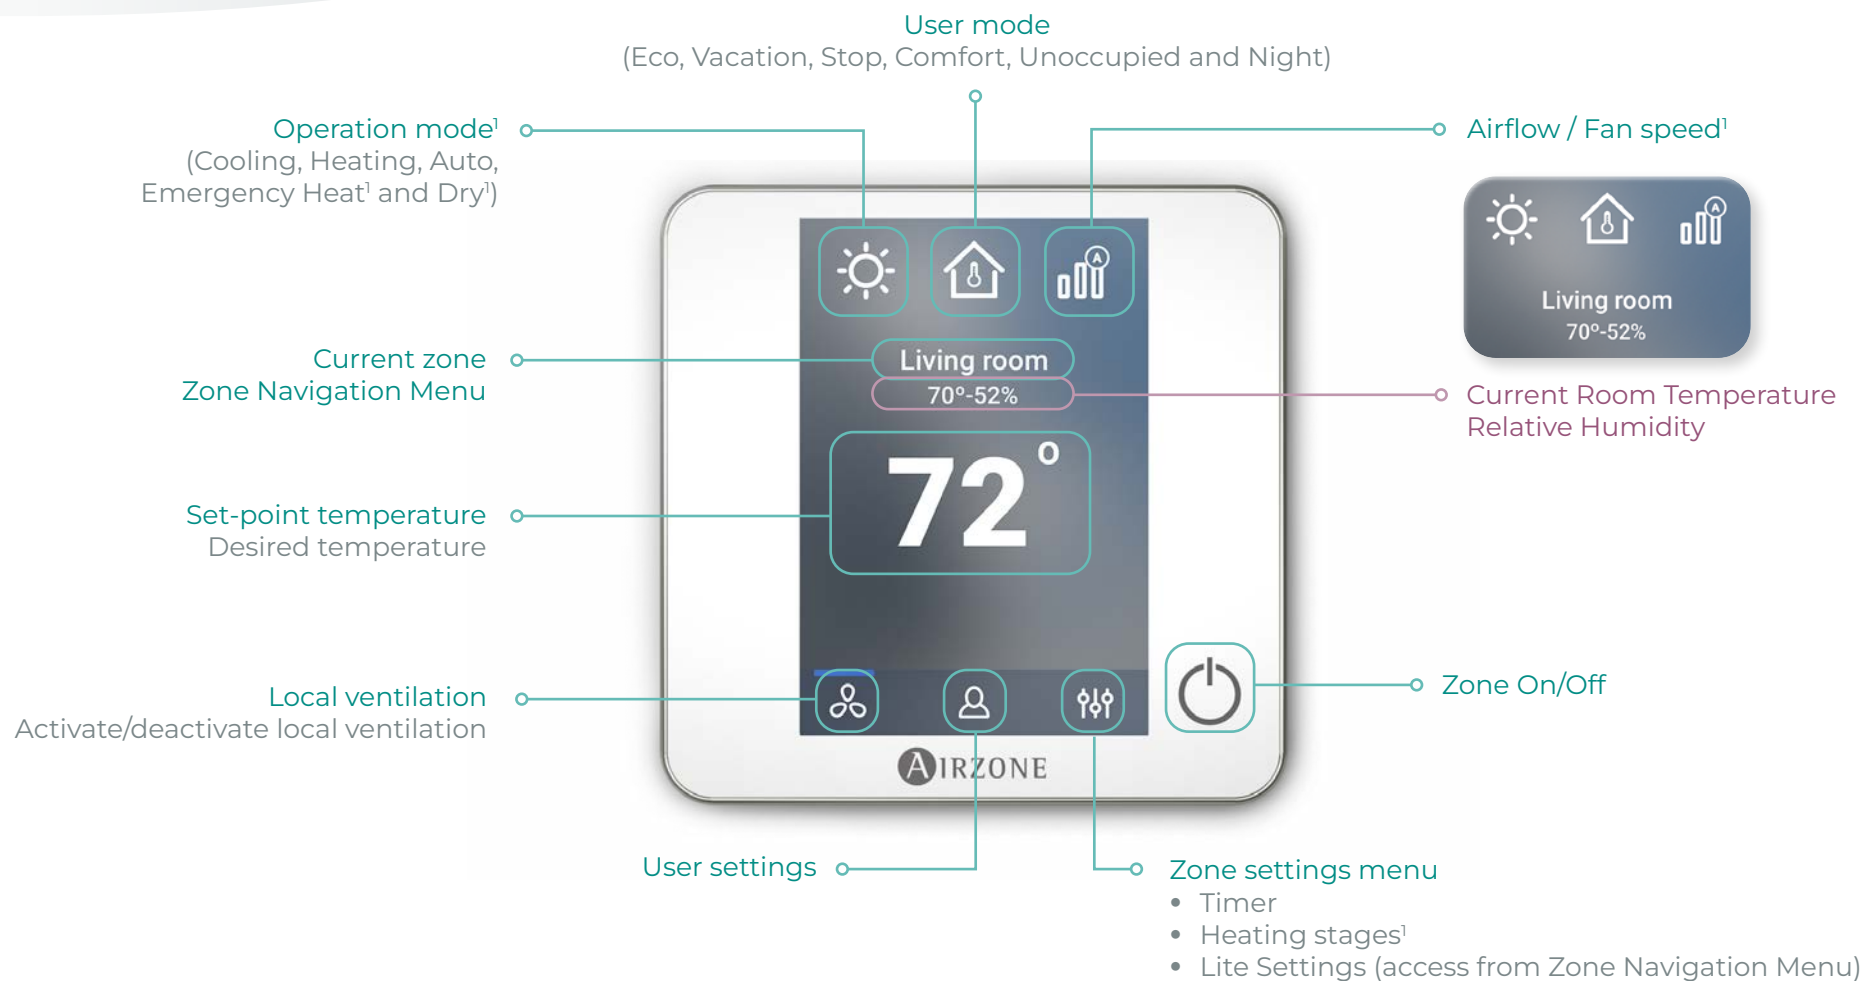 User mode
(Eco, Vacation, Stop, Comfort, Unoccupied and Night)
Operation mode¹
(Cooling, Heating, Auto,
Emergency Heat¹ and Dry¹)
Airflow / Fan speed¹
A
Living room
70º-52%
Current zone
Zone Navigation Menu
A
Living room
70º-52%
Current Room Temperature
Relative Humidity
Set-point temperature
Desired temperature
72º
Local ventilation
Activate/deactivate local ventilation
Zone On/Off
AIRZONE
User settings
Zone settings menu
• Timer
• Heating stages¹
• Lite Settings (access from Zone Navigation Menu)